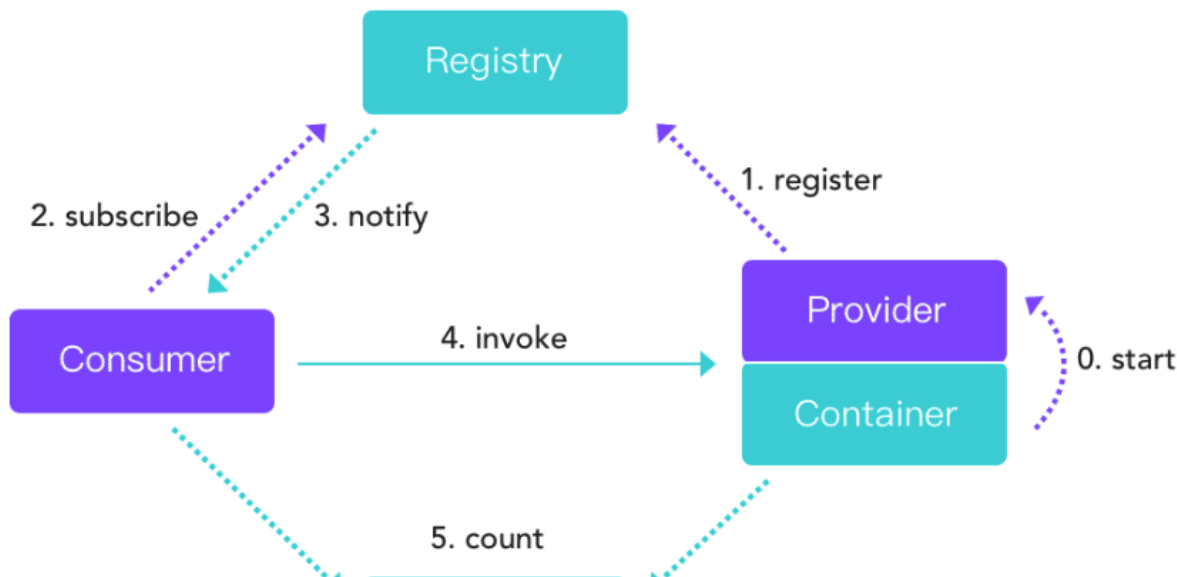 Registry
1. register
2. subscribe
3. notify
Provider
4. invoke
Consumer
0. start
Container
5. count